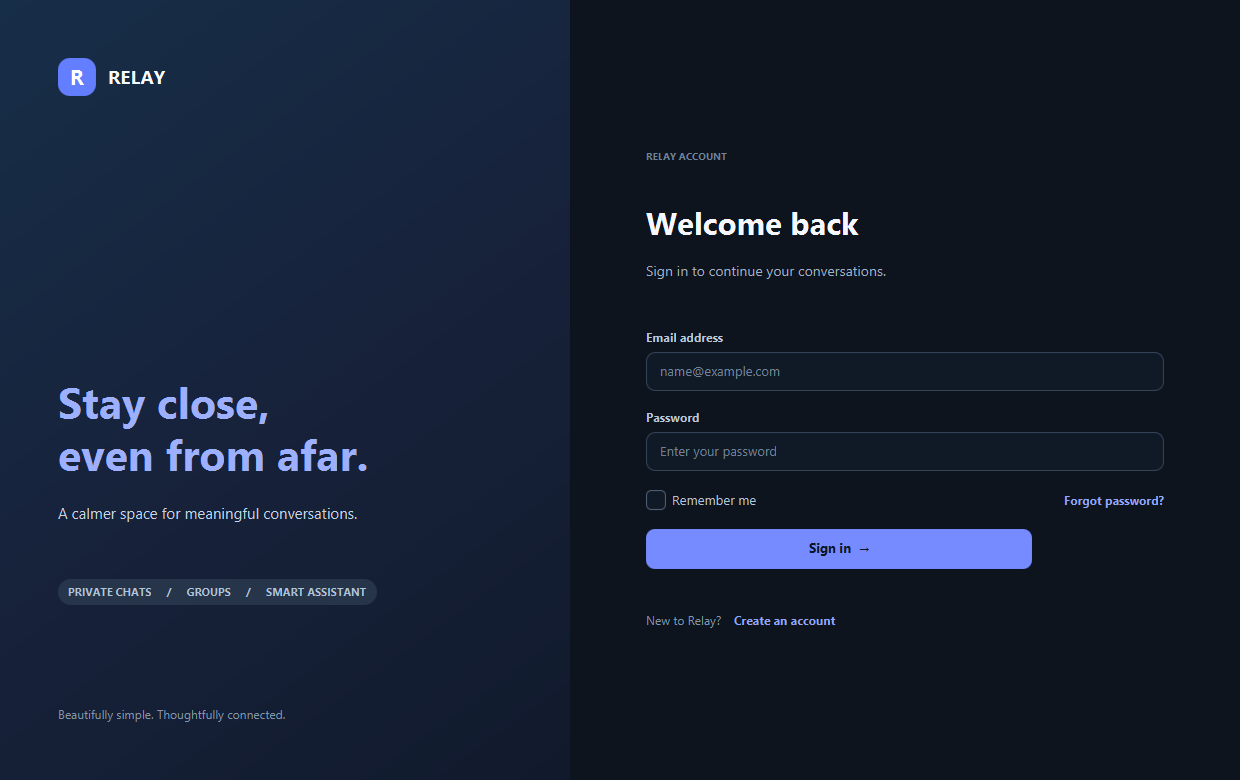 R RELAY
Stay close,
even from afar.
A calmer space for meaningful conversations.
PRIVATE CHATS / GROUPS / SMART ASSISTANT
Beautifully simple. Thoughtfully connected.
RELAY ACCOUNT
Welcome back
Sign in to continue your conversations.
Email address
name@example.com
Password
Enter your password
Remember me Forgot password?
Sign in →
New to Relay? Create an account